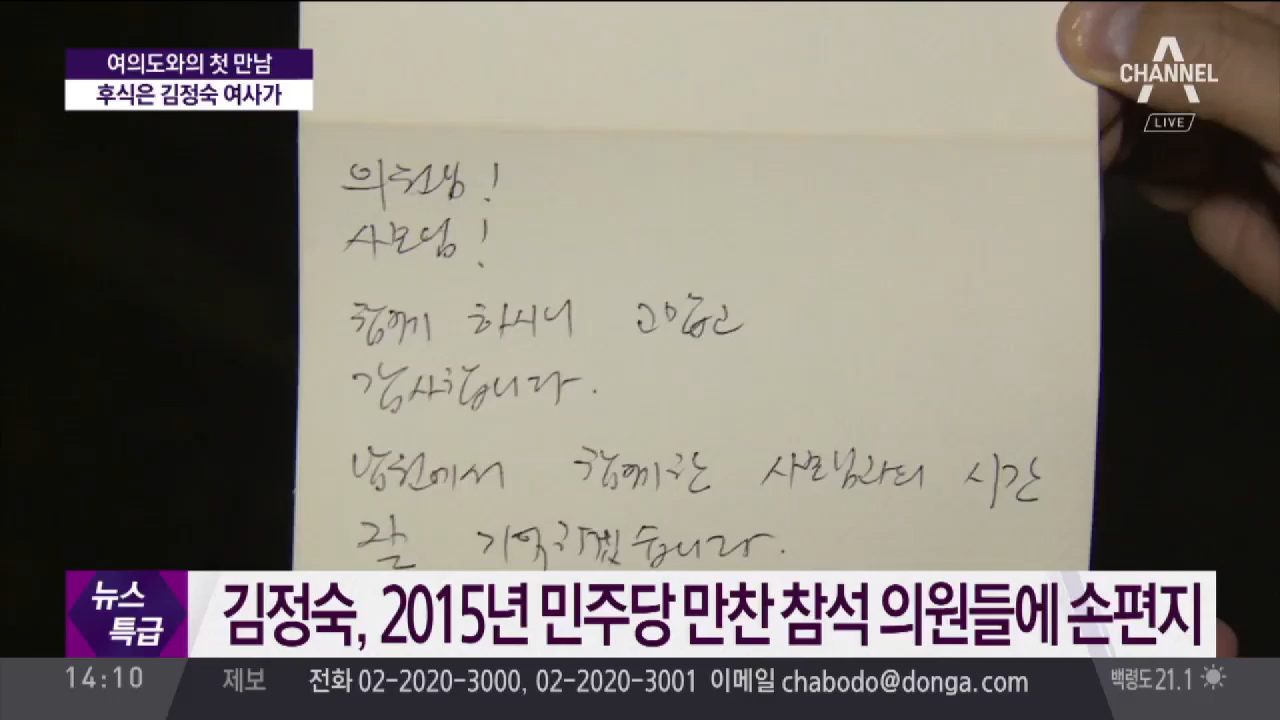 여의도와의 첫 만남
후식은 김정숙 여사가
CHANNEL A
LIVE
의원님!
사모님!
함께 하시니 고맙고
감사합니다.
남원에서 함께한 사모님과의 시간
잘 기억하겠습니다.
뉴스
특급
김정숙, 2015년 민주당 만찬 참석 의원들에 손편지
14:10 제보 전화 02-2020-3000, 02-2020-3001 이메일 chabodo@donga.com 백령도 21.1